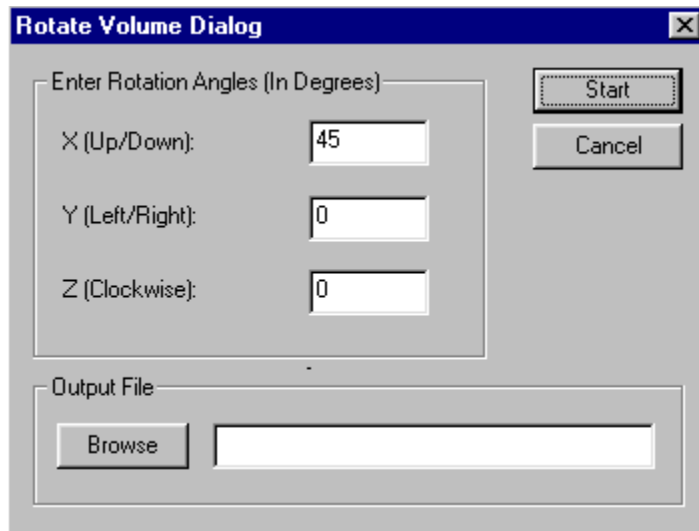 Rotate Volume Dialog
Enter Rotation Angles (In Degrees)
Start
X (Up/Down): 45
Cancel
Y (Left/Right): 0
Z (Clockwise): 0
Output File
Browse